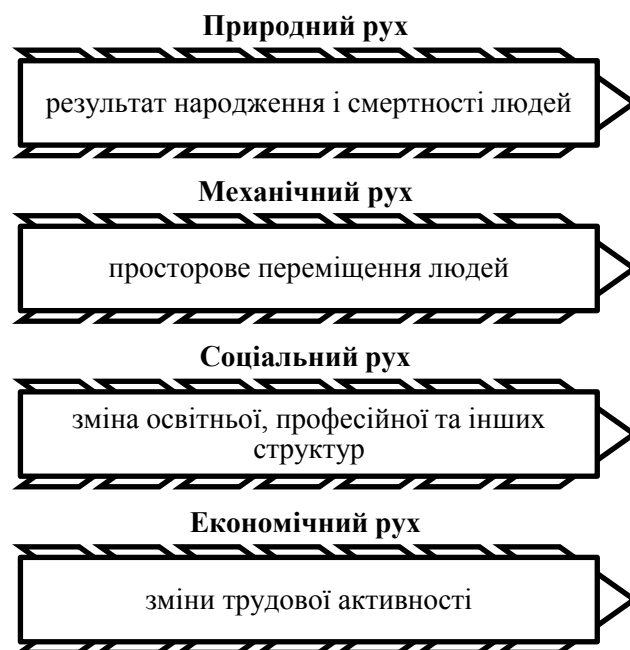 Природний рух
результат народження і смертності людей
Механічний рух
просторове переміщення людей
Соціальний рух
зміна освітньої, професійної та інших
структур
Економічний рух
зміни трудової активності